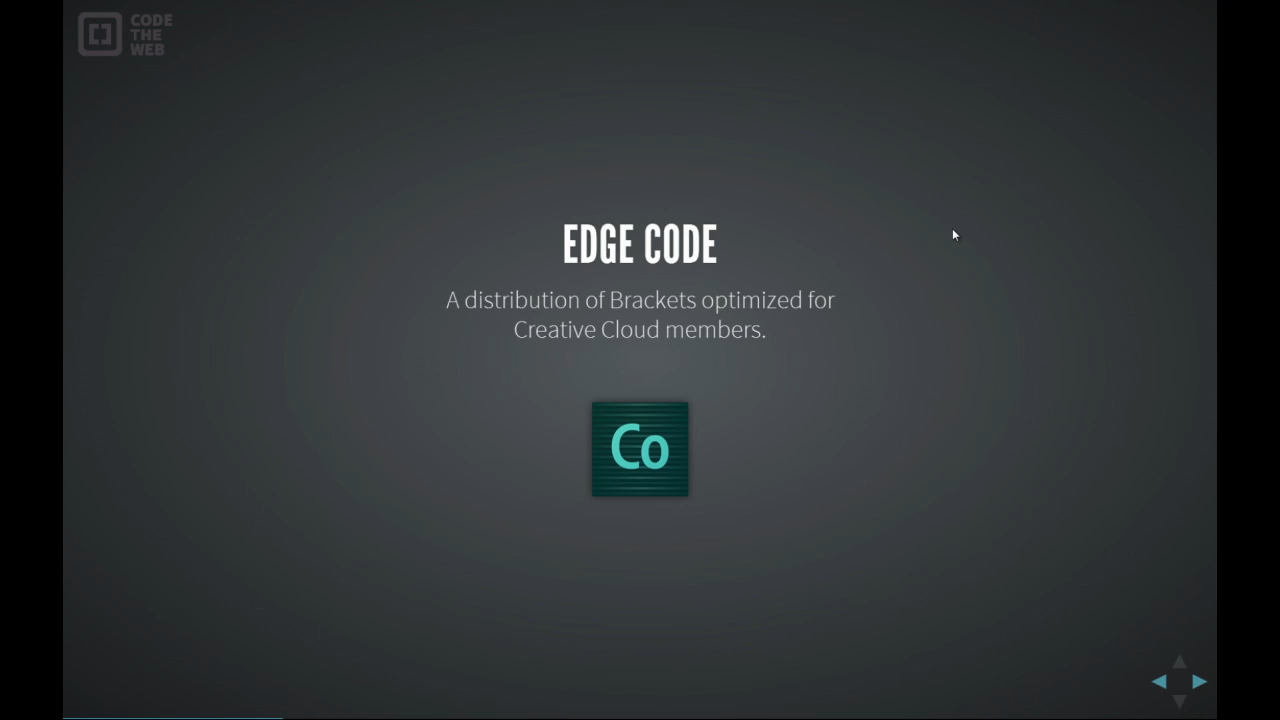 CODE
THE
WEB
EDGE CODE
A distribution of Brackets optimized for
Creative Cloud members.
Co